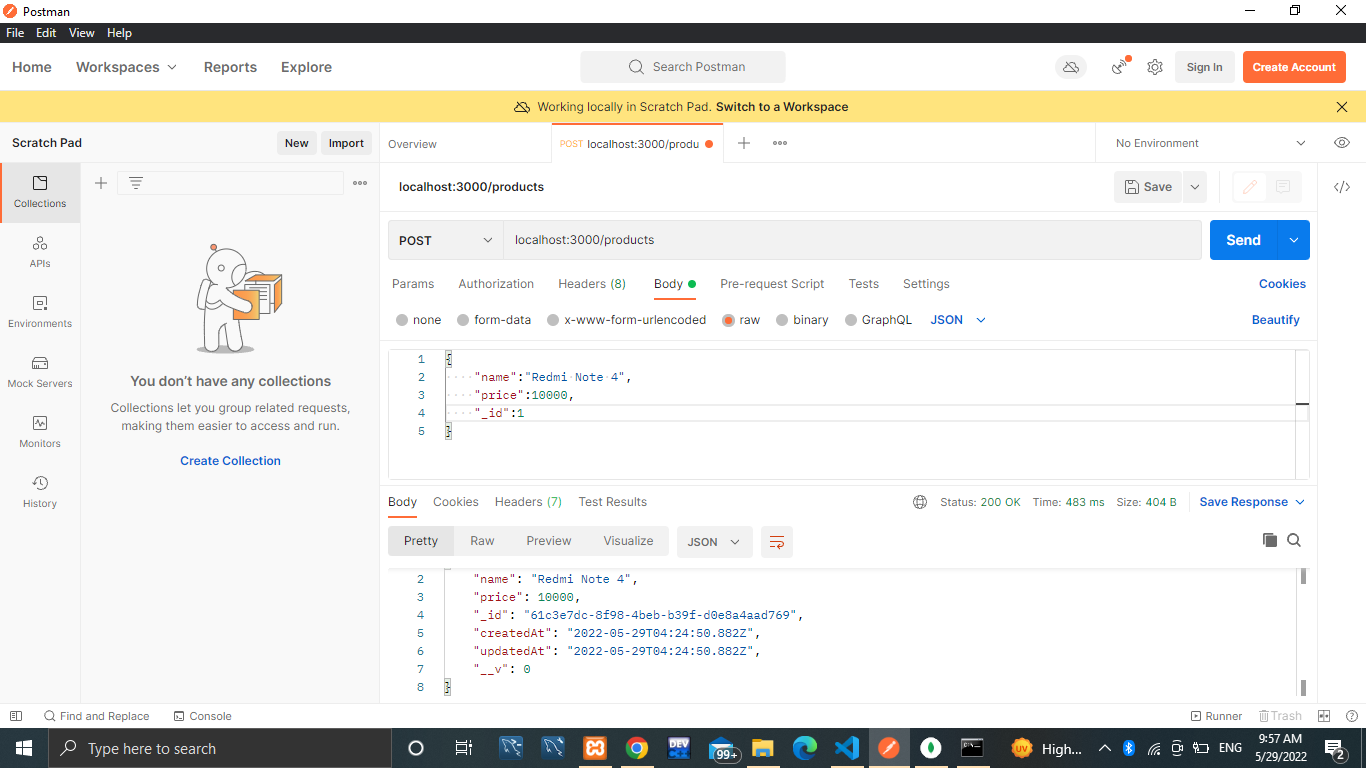 Postman
File Edit View Help
Home Workspaces Reports Explore Search Postman Sign In Create Account
Working locally in Scratch Pad. Switch to a Workspace
Scratch Pad New Import Overview POST localhost:3000/produ No Environment
localhost:3000/products Save
Collections
APIs
Environments
Mock Servers
Monitors
History
You don't have any collections
Collections let you group related requests,
making them easier to access and run.
Create Collection
POST localhost:3000/products Send
Params Authorization Headers (8) Body Pre-request Script Tests Settings Cookies
none form-data x-www-form-urlencoded raw binary GraphQL JSON Beautify
1 {
2 "name":"Redmi Note 4",
3 "price":10000,
4 "_id":1
5 }
Body Cookies Headers (7) Test Results Status: 200 OK Time: 483 ms Size: 404 B Save Response
Pretty Raw Preview Visualize JSON
2 "name": "Redmi Note 4",
3 "price": 10000,
4 "_id": "61c3e7dc-8f98-4beb-b39f-d0e8a4aad769",
5 "createdAt": "2022-05-29T04:24:50.882Z",
6 "updatedAt": "2022-05-29T04:24:50.882Z",
7 "__v": 0
8 }
Find and Replace Console Runner Trash
Type here to search DEV 99+ UV High... ENG 9:57 AM
5/29/2022 2